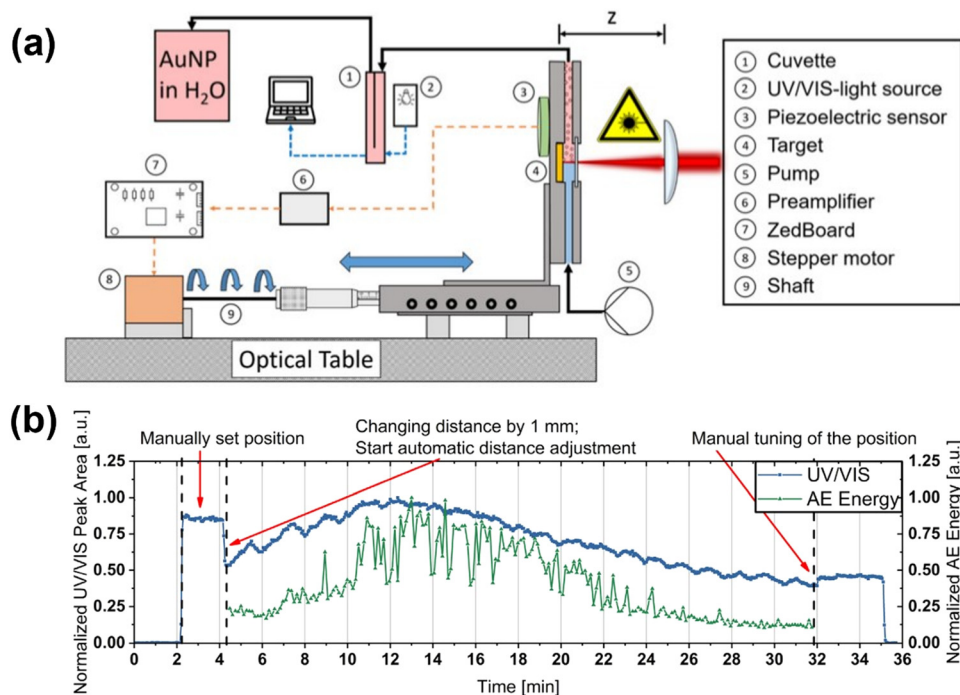 (a)
z
AuNP
in H₂O
①
②
③
④
⑤
⑥
⑦
⑧
⑨
Optical Table
① Cuvette
② UV/VIS-light source
③ Piezoelectric sensor
④ Target
⑤ Pump
⑥ Preamplifier
⑦ ZedBoard
⑧ Stepper motor
⑨ Shaft
(b)
Manually set position
Changing distance by 1 mm;
Start automatic distance adjustment
Manual tuning of the position
Normalized UV/VIS Peak Area [a.u.]
1.25
1.00
0.75
0.50
0.25
0.00
UV/VIS
AE Energy
1.25
1.00
0.75
0.50
0.25
0.00
Normalized AE Energy [a.u.]
0 2 4 6 8 10 12 14 16 18 20 22 24 26 28 30 32 34 36
Time [min]